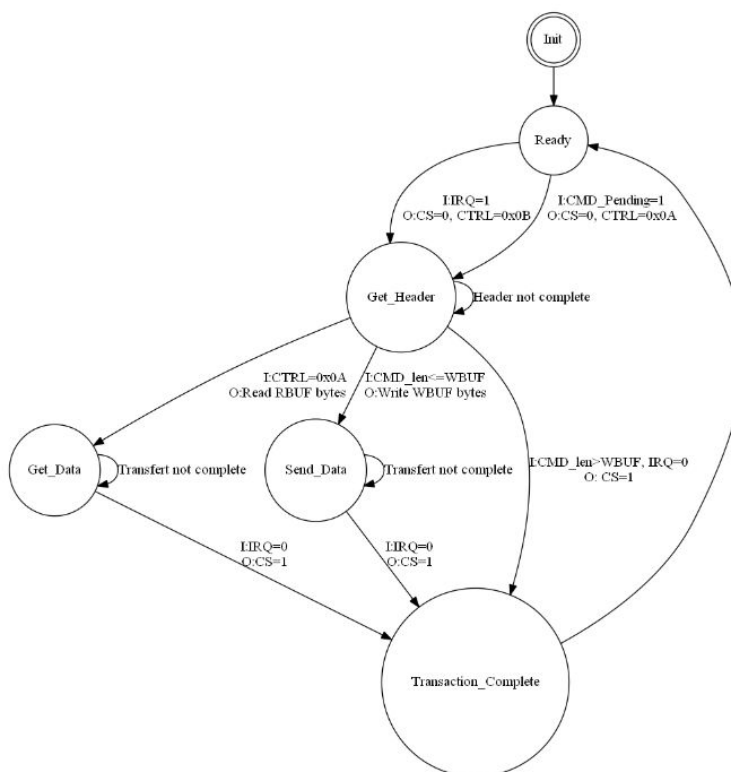 Init
Ready
I:IRQ=1
O:CS=0, CTRL=0x0B
I:CMD_Pending=1
O:CS=0, CTRL=0x0A
Get_Header
Header not complete
I:CTRL=0x0A
O:Read RBUF bytes
I:CMD_len<=WBUF
O:Write WBUF bytes
Get_Data
Transfert not complete
Send_Data
Transfert not complete
I:CMD_len>WBUF, IRQ=0
O: CS=1
I:IRQ=0
O:CS=1
I:IRQ=0
O:CS=1
Transaction_Complete